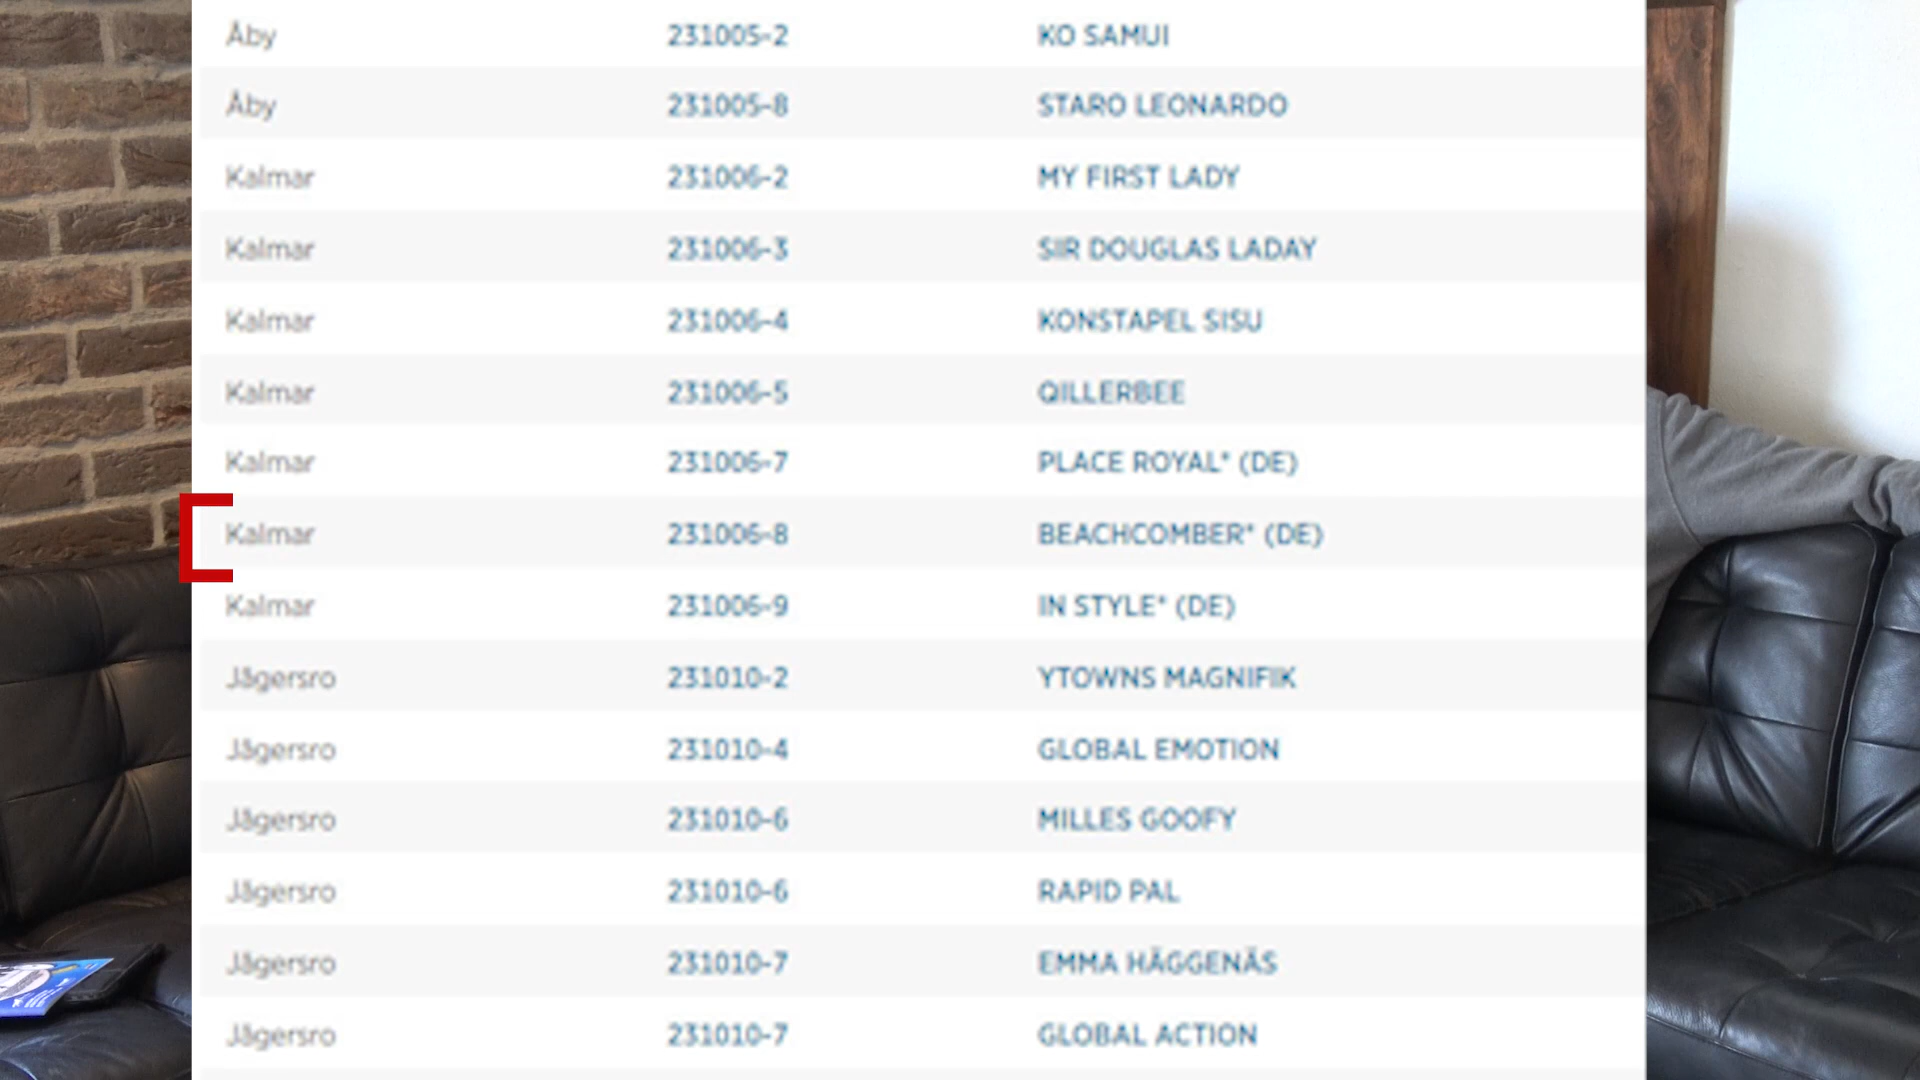 Åby 231005-2 KO SAMUI
Åby 231005-8 STARO LEONARDO
Kalmar 231006-2 MY FIRST LADY
Kalmar 231006-3 SIR DOUGLAS LADAY
Kalmar 231006-4 KONSTAPEL SISU
Kalmar 231006-5 QILLERBEE
Kalmar 231006-7 PLACE ROYAL* (DE)
Kalmar 231006-8 BEACHCOMBER* (DE)
Kalmar 231006-9 IN STYLE* (DE)
Jägersro 231010-2 YTOWNS MAGNIFIK
Jägersro 231010-4 GLOBAL EMOTION
Jägersro 231010-6 MILLES GOOFY
Jägersro 231010-6 RAPID PAL
Jägersro 231010-7 EMMA HÄGGENÄS
Jägersro 231010-7 GLOBAL ACTION